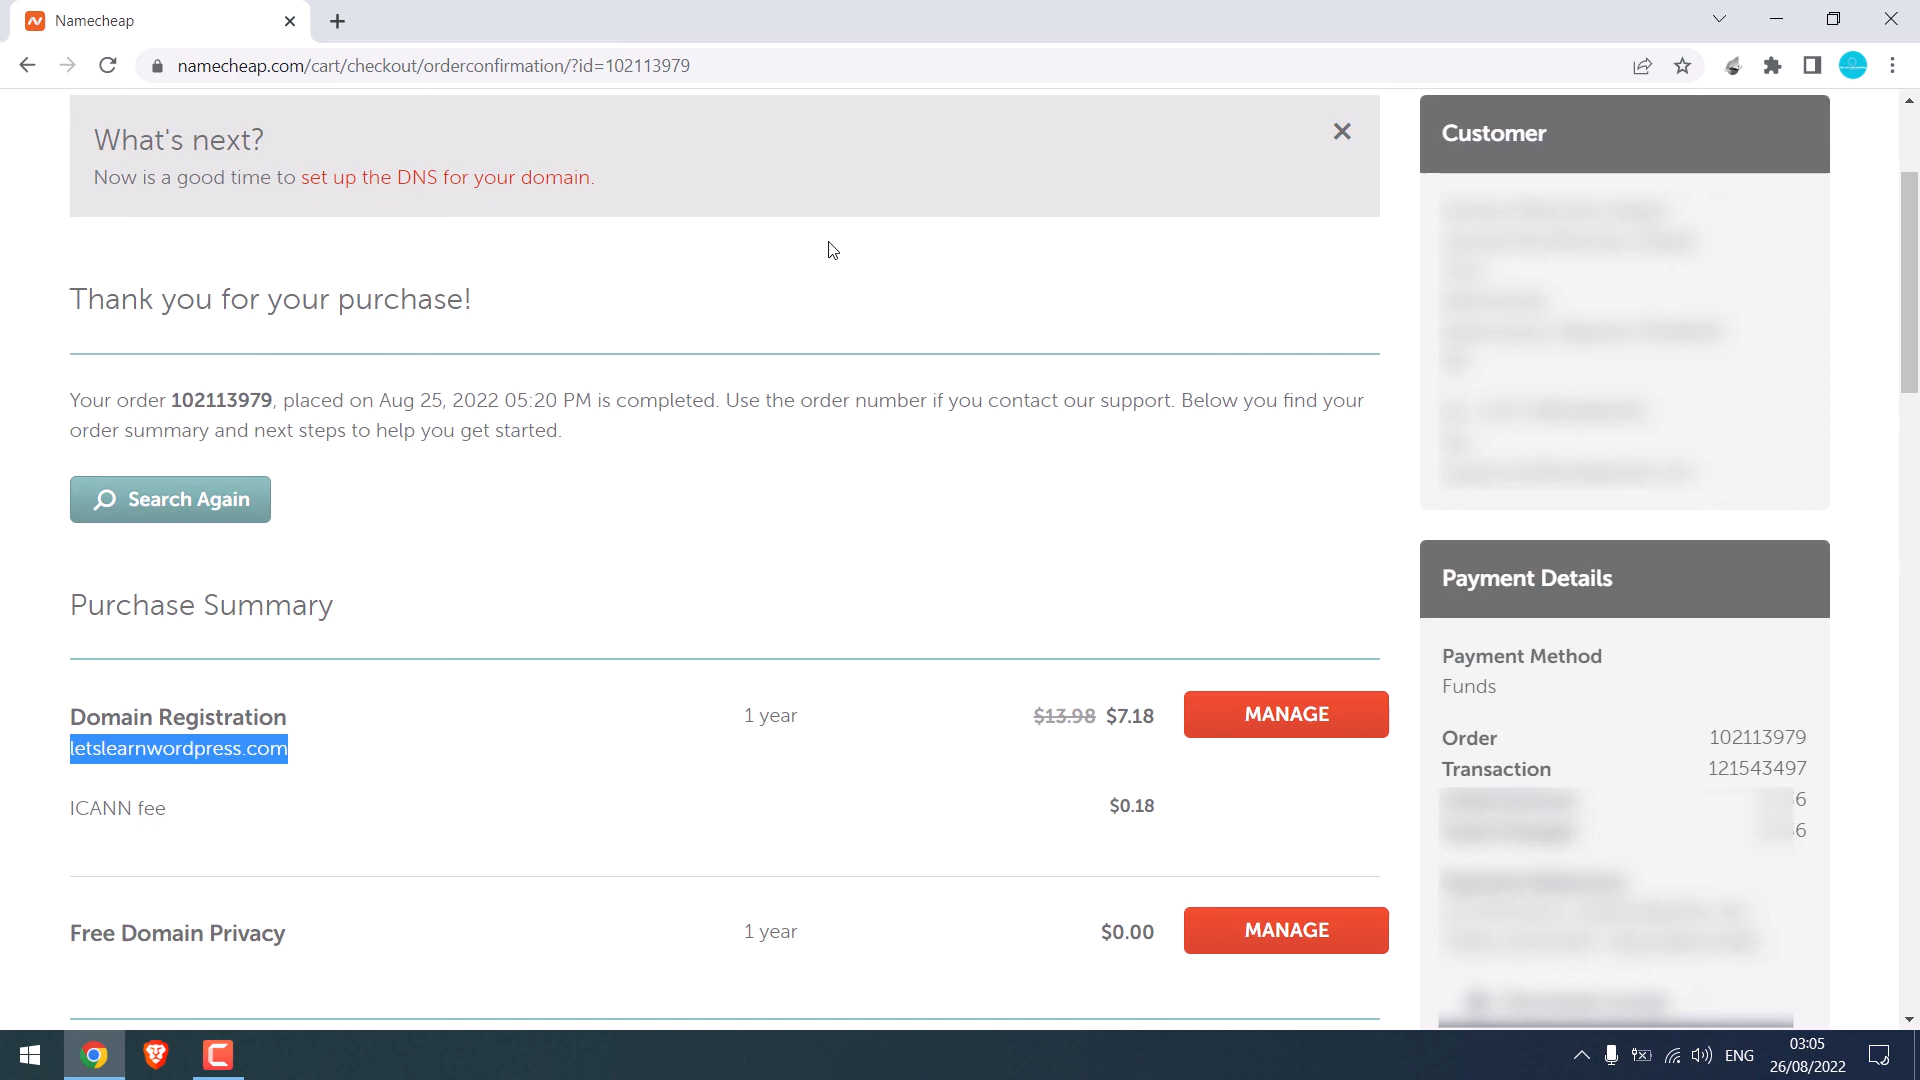 Namecheap
namecheap.com/cart/checkout/orderconfirmation/?id=102113979
What's next?
Now is a good time to set up the DNS for your domain.
Thank you for your purchase!
Your order 102113979, placed on Aug 25, 2022 05:20 PM is completed. Use the order number if you contact our support. Below you find your
order summary and next steps to help you get started.
Search Again
Purchase Summary
Domain Registration 1 year $13.98 $7.18 MANAGE
letslearnwordpress.com
ICANN fee $0.18
Free Domain Privacy 1 year $0.00 MANAGE
Customer
Payment Details
Payment Method
Funds
Order 102113979
Transaction 121543497
6
6
ENG
03:05
26/08/2022